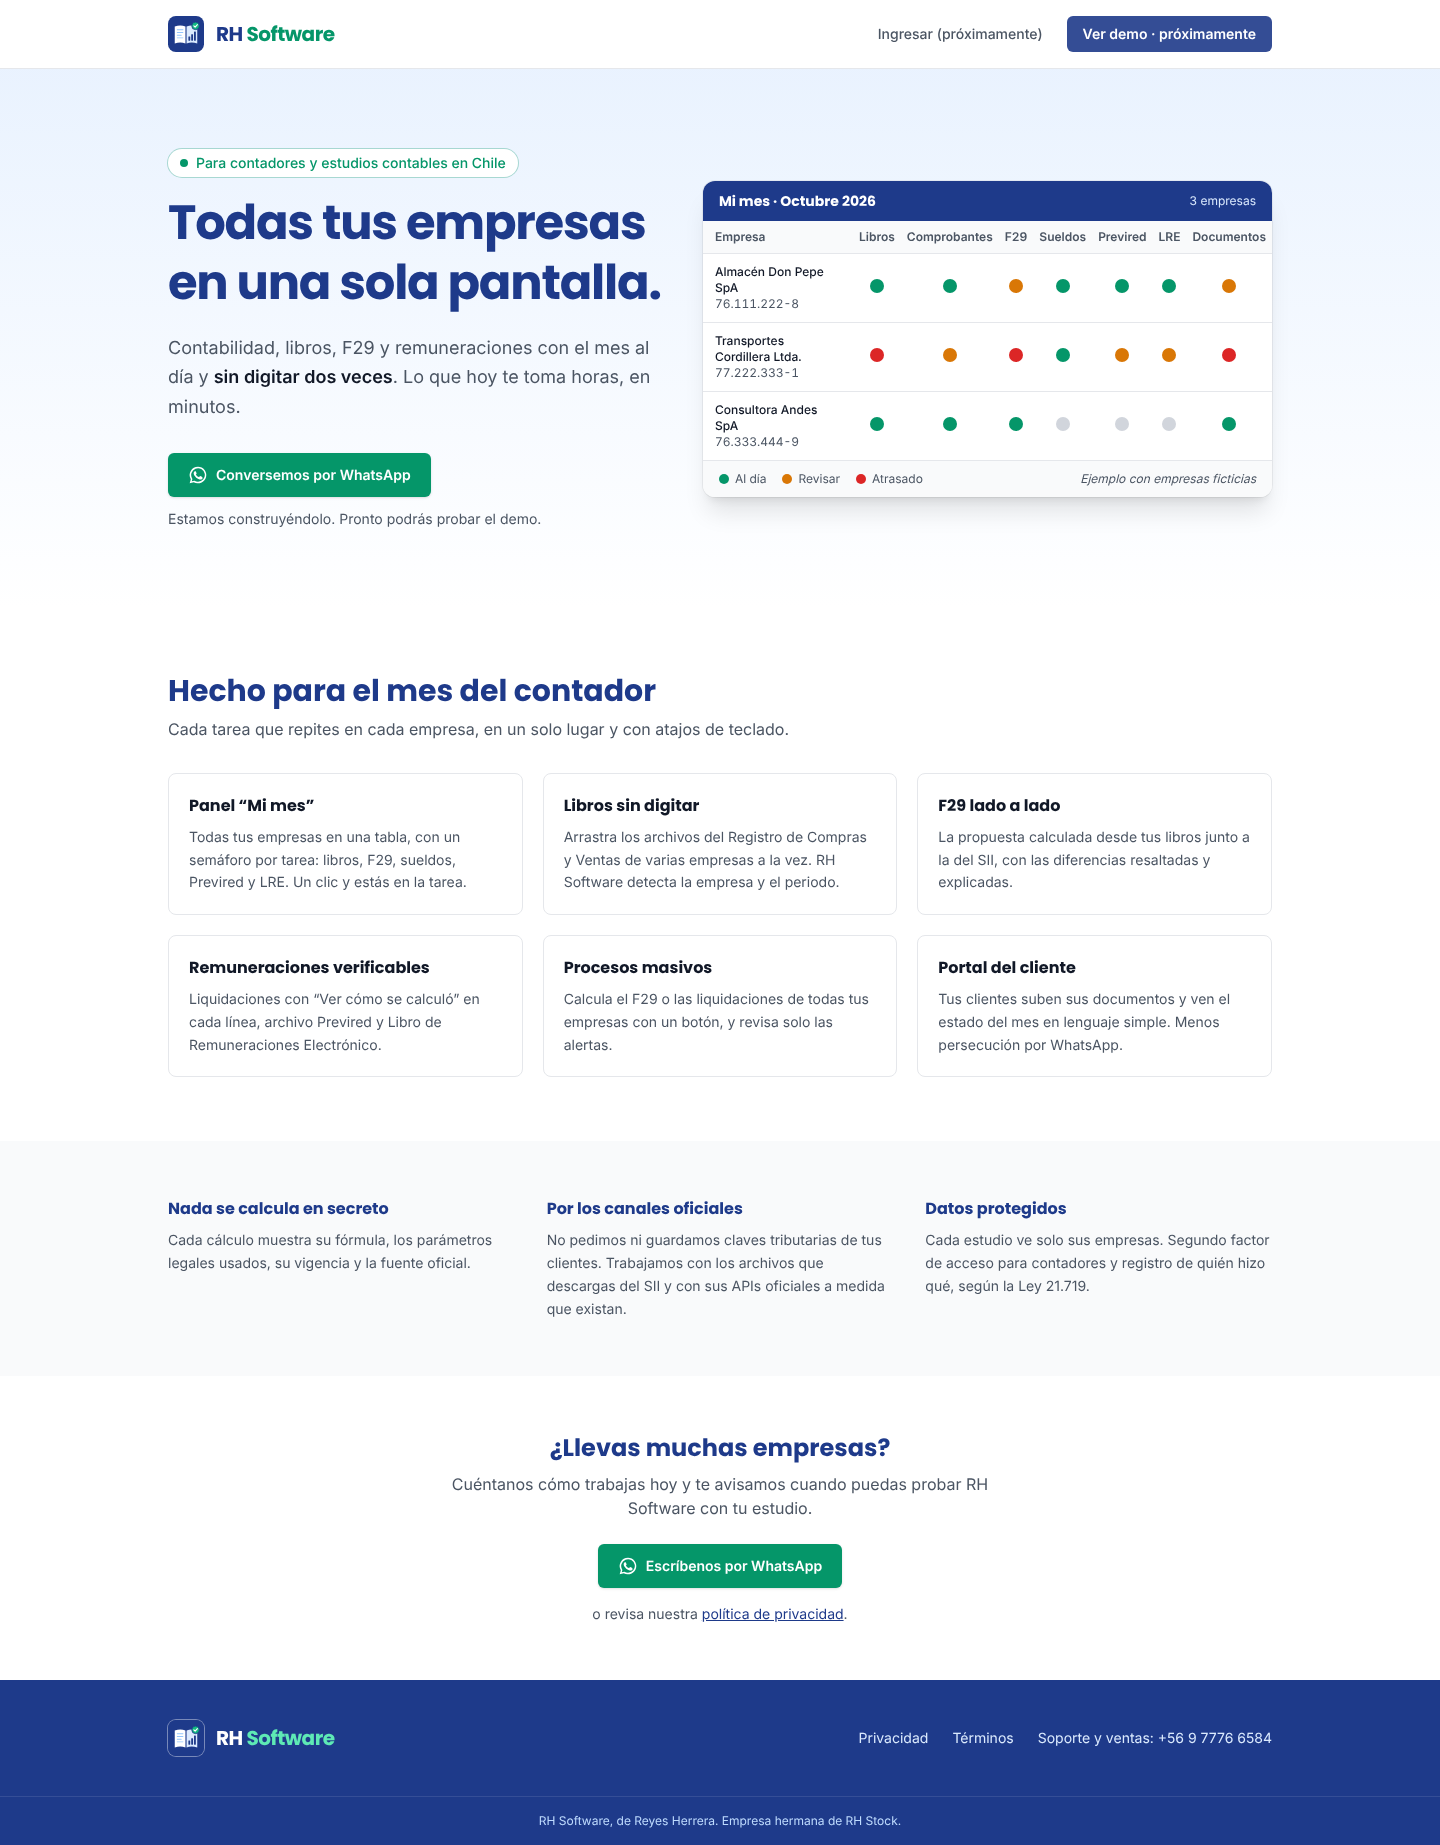 RH Software
Ingresar (próximamente)
Ver demo · próximamente
Para contadores y estudios contables en Chile
Todas tus empresas
en una sola pantalla.
Contabilidad, libros, F29 y remuneraciones con el mes al
día y sin digitar dos veces. Lo que hoy te toma horas, en
minutos.
Conversemos por WhatsApp
Estamos construyéndolo. Pronto podrás probar el demo.
Mi mes · Octubre 2026
3 empresas
Empresa Libros Comprobantes F29 Sueldos Previred LRE Documentos
Almacén Don Pepe
SpA
76.111.222-8
Transportes
Cordillera Ltda.
77.222.333-1
Consultora Andes
SpA
76.333.444-9
Al día Revisar Atrasado
Ejemplo con empresas ficticias
Hecho para el mes del contador
Cada tarea que repites en cada empresa, en un solo lugar y con atajos de teclado.
Panel “Mi mes”
Todas tus empresas en una tabla, con un
semáforo por tarea: libros, F29, sueldos,
Previred y LRE. Un clic y estás en la tarea.
Libros sin digitar
Arrastra los archivos del Registro de Compras
y Ventas de varias empresas a la vez. RH
Software detecta la empresa y el periodo.
F29 lado a lado
La propuesta calculada desde tus libros junto a
la del SII, con las diferencias resaltadas y
explicadas.
Remuneraciones verificables
Liquidaciones con “Ver cómo se calculó” en
cada línea, archivo Previred y Libro de
Remuneraciones Electrónico.
Procesos masivos
Calcula el F29 o las liquidaciones de todas tus
empresas con un botón, y revisa solo las
alertas.
Portal del cliente
Tus clientes suben sus documentos y ven el
estado del mes en lenguaje simple. Menos
persecución por WhatsApp.
Nada se calcula en secreto
Cada cálculo muestra su fórmula, los parámetros
legales usados, su vigencia y la fuente oficial.
Por los canales oficiales
No pedimos ni guardamos claves tributarias de tus
clientes. Trabajamos con los archivos que
descargas del SII y con sus APIs oficiales a medida
que existan.
Datos protegidos
Cada estudio ve solo sus empresas. Segundo factor
de acceso para contadores y registro de quién hizo
qué, según la Ley 21.719.
¿Llevas muchas empresas?
Cuéntanos cómo trabajas hoy y te avisamos cuando puedas probar RH
Software con tu estudio.
Escríbenos por WhatsApp
o revisa nuestra política de privacidad.
RH Software
Privacidad
Términos
Soporte y ventas: +56 9 7776 6584
RH Software, de Reyes Herrera. Empresa hermana de RH Stock.